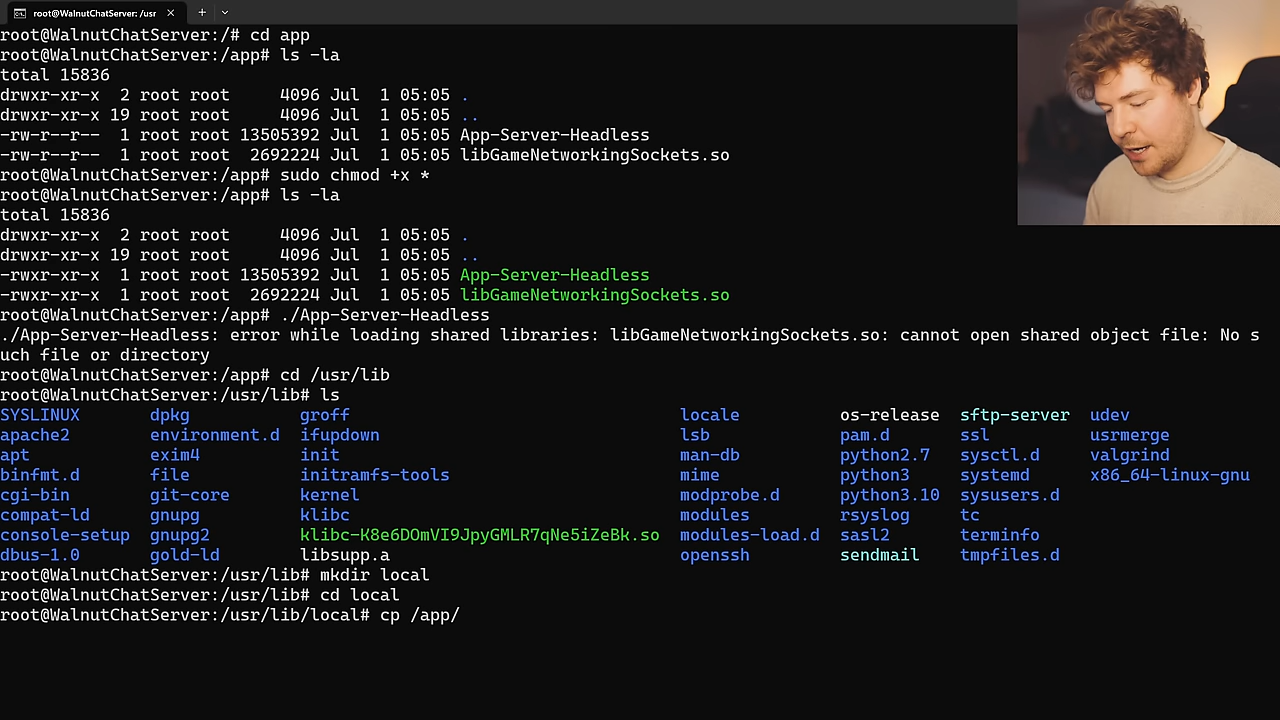 root@WalnutChatServer: /usr
root@WalnutChatServer:/# cd app
root@WalnutChatServer:/app# ls -la
total 15836
drwxr-xr-x  2 root root     4096 Jul  1 05:05 .
drwxr-xr-x 19 root root     4096 Jul  1 05:05 ..
-rw-r--r--  1 root root 13505392 Jul  1 05:05 App-Server-Headless
-rw-r--r--  1 root root  2692224 Jul  1 05:05 libGameNetworkingSockets.so
root@WalnutChatServer:/app# sudo chmod +x *
root@WalnutChatServer:/app# ls -la
total 15836
drwxr-xr-x  2 root root     4096 Jul  1 05:05 .
drwxr-xr-x 19 root root     4096 Jul  1 05:05 ..
-rwxr-xr-x  1 root root 13505392 Jul  1 05:05 App-Server-Headless
-rwxr-xr-x  1 root root  2692224 Jul  1 05:05 libGameNetworkingSockets.so
root@WalnutChatServer:/app# ./App-Server-Headless
./App-Server-Headless: error while loading shared libraries: libGameNetworkingSockets.so: cannot open shared object file: No s
uch file or directory
root@WalnutChatServer:/app# cd /usr/lib
root@WalnutChatServer:/usr/lib# ls
SYSLINUX       dpkg           groff                                 locale          os-release   sftp-server  udev
apache2        environment.d  ifupdown                              lsb             pam.d        ssl          usrmerge
apt            exim4          init                                  man-db          python2.7    sysctl.d     valgrind
binfmt.d       file           initramfs-tools                       mime            python3      systemd      x86_64-linux-gnu
cgi-bin        git-core       kernel                                modprobe.d      python3.10   sysusers.d
compat-ld      gnupg          klibc                                 modules         rsyslog      tc
console-setup  gnupg2         klibc-K8e6DOmVI9JpyGMLR7qNe5iZeBk.so  modules-load.d  sasl2        terminfo
dbus-1.0       gold-ld        libsupp.a                             openssh         sendmail     tmpfiles.d
root@WalnutChatServer:/usr/lib# mkdir local
root@WalnutChatServer:/usr/lib# cd local
root@WalnutChatServer:/usr/lib/local# cp /app/